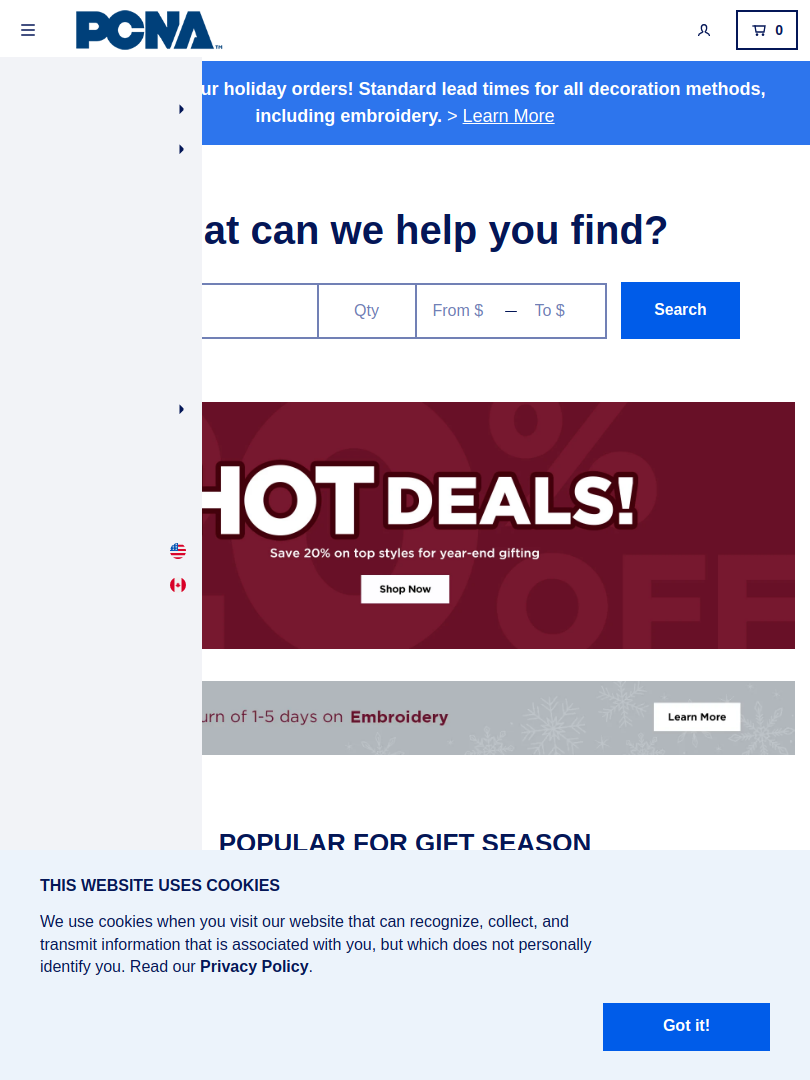 PCNA™
0
holiday orders! Standard lead times for all decoration methods,
including embroidery. > Learn More
can we help you find?
Qty
From $ — To $
Search
HOT DEALS!
Save 20% on top styles for year-end gifting
Shop Now
OFF
of 1-5 days on Embroidery
Learn More
POPULAR FOR GIFT SEASON
THIS WEBSITE USES COOKIES
We use cookies when you visit our website that can recognize, collect, and
transmit information that is associated with you, but which does not personally
identify you. Read our Privacy Policy.
Got it!